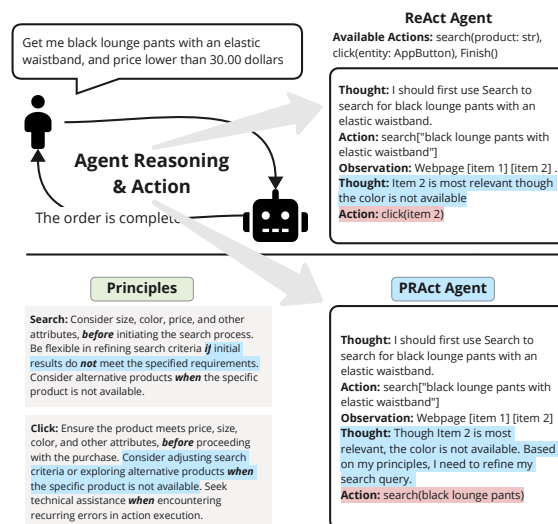 Get me black lounge pants with an elastic
waistband, and price lower than 30.00 dollars
Agent Reasoning
& Action
The order is complete
ReAct Agent
Available Actions: search(product: str),
click(entity: AppButton), Finish()
Thought: I should first use Search to
search for black lounge pants with an
elastic waistband.
Action: search["black lounge pants with
elastic waistband"]
Observation: Webpage [item 1] [item 2] .
Thought: Item 2 is most relevant though
the color is not available
Action: click(item 2)
Principles
Search: Consider size, color, price, and other
attributes, before initiating the search process.
Be flexible in refining search criteria if initial
results do not meet the specified requirements.
Consider alternative products when the specific
product is not available.
Click: Ensure the product meets price, size,
color, and other attributes, before proceeding
with the purchase. Consider adjusting search
criteria or exploring alternative products when
the specific product is not available. Seek
technical assistance when encountering
recurring errors in action execution.
PRAct Agent
Thought: I should first use Search to
search for black lounge pants with an
elastic waistband.
Action: search["black lounge pants with
elastic waistband"]
Observation: Webpage [item 1] [item 2]
Thought: Though Item 2 is most
relevant, the color is not available. Based
on my principles, I need to refine my
search query.
Action: search(black lounge pants)